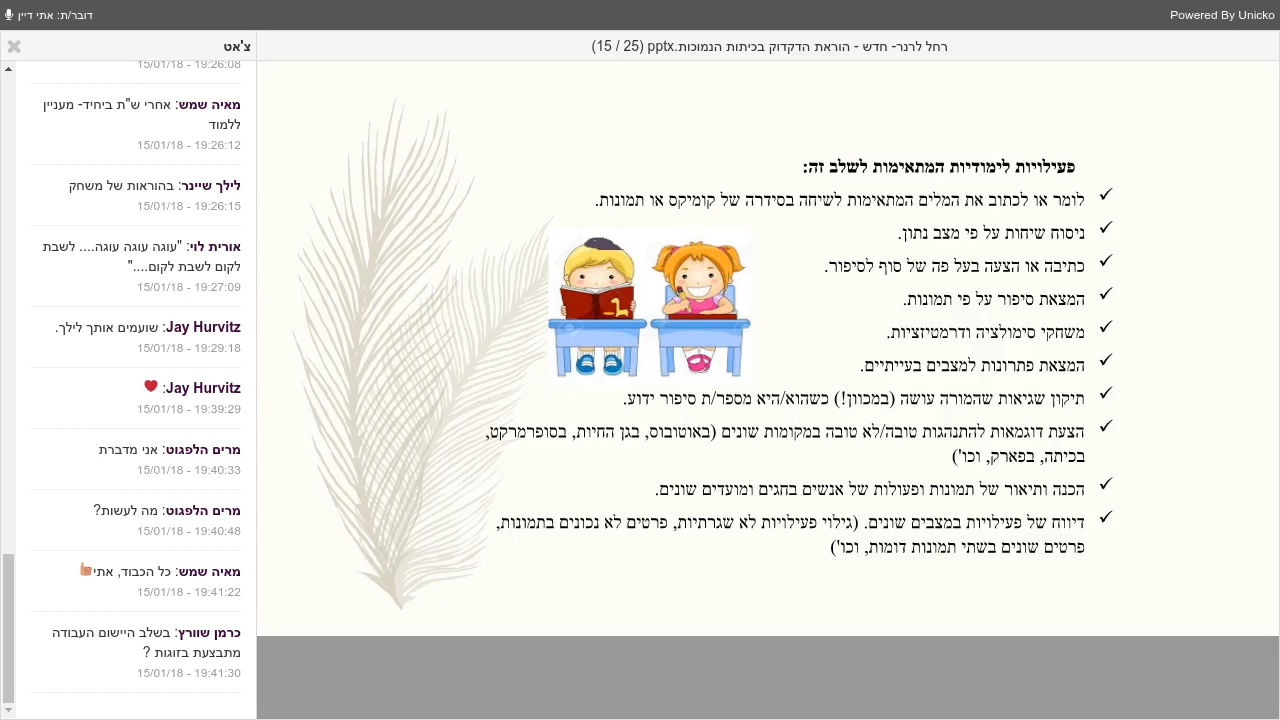 דובר/ת: אתי דיין
Powered By Unicko
רחל לרנר- חדש - הוראת הדקדוק בכיתות הנמוכות.pptx (15 / 25)
צ'אט
15/01/18 - 19:26:08
מאיה שמש: אחרי ש"ת ביחיד- מעניין
ללמוד
15/01/18 - 19:26:12
לילך שיינר: בהוראות של משחק
15/01/18 - 19:26:15
אורית לוי: "עוגה עוגה עוגה.... לשבת
לקום לשבת לקום...."
15/01/18 - 19:27:09
Jay Hurvitz: שועמים אותך לילך.
15/01/18 - 19:29:18
Jay Hurvitz: ❤
15/01/18 - 19:39:29
מרים הלפגוט: אני מדברת
15/01/18 - 19:40:33
מרים הלפגוט: מה לעשות?
15/01/18 - 19:40:48
מאיה שמש: כל הכבוד, אתי👍
15/01/18 - 19:41:22
כרמן שוורץ: בשלב היישום העבודה
מתבצעת בזוגות ?
15/01/18 - 19:41:30
פעילויות לימודיות המתאימות לשלב זה:
✓ לומר או לכתוב את המלים המתאימות לשיחה בסידרה של קומיקס או תמונות.
✓ ניסוח שיחות על פי מצב נתון.
✓ כתיבה או הצעה בעל פה של סוף לסיפור.
✓ המצאת סיפור על פי תמונות.
✓ משחקי סימולציה ודרמטיזציות.
✓ המצאת פתרונות למצבים בעייתיים.
✓ תיקון שגיאות שהמורה עושה (במכוון!) כשהוא/היא מספר/ת סיפור ידוע.
✓ הצעת דוגמאות להתנהגות טובה/לא טובה במקומות שונים (באוטובוס, בגן החיות, בסופרמרקט,
בכיתה, בפארק, וכו')
✓ הכנה ותיאור של תמונות ופעולות של אנשים בחגים ומועדים שונים.
✓ דיווח של פעילויות במצבים שונים. (גילוי פעילויות לא שגרתיות, פרטים לא נכונים בתמונות,
פרטים שונים בשתי תמונות דומות, וכו')